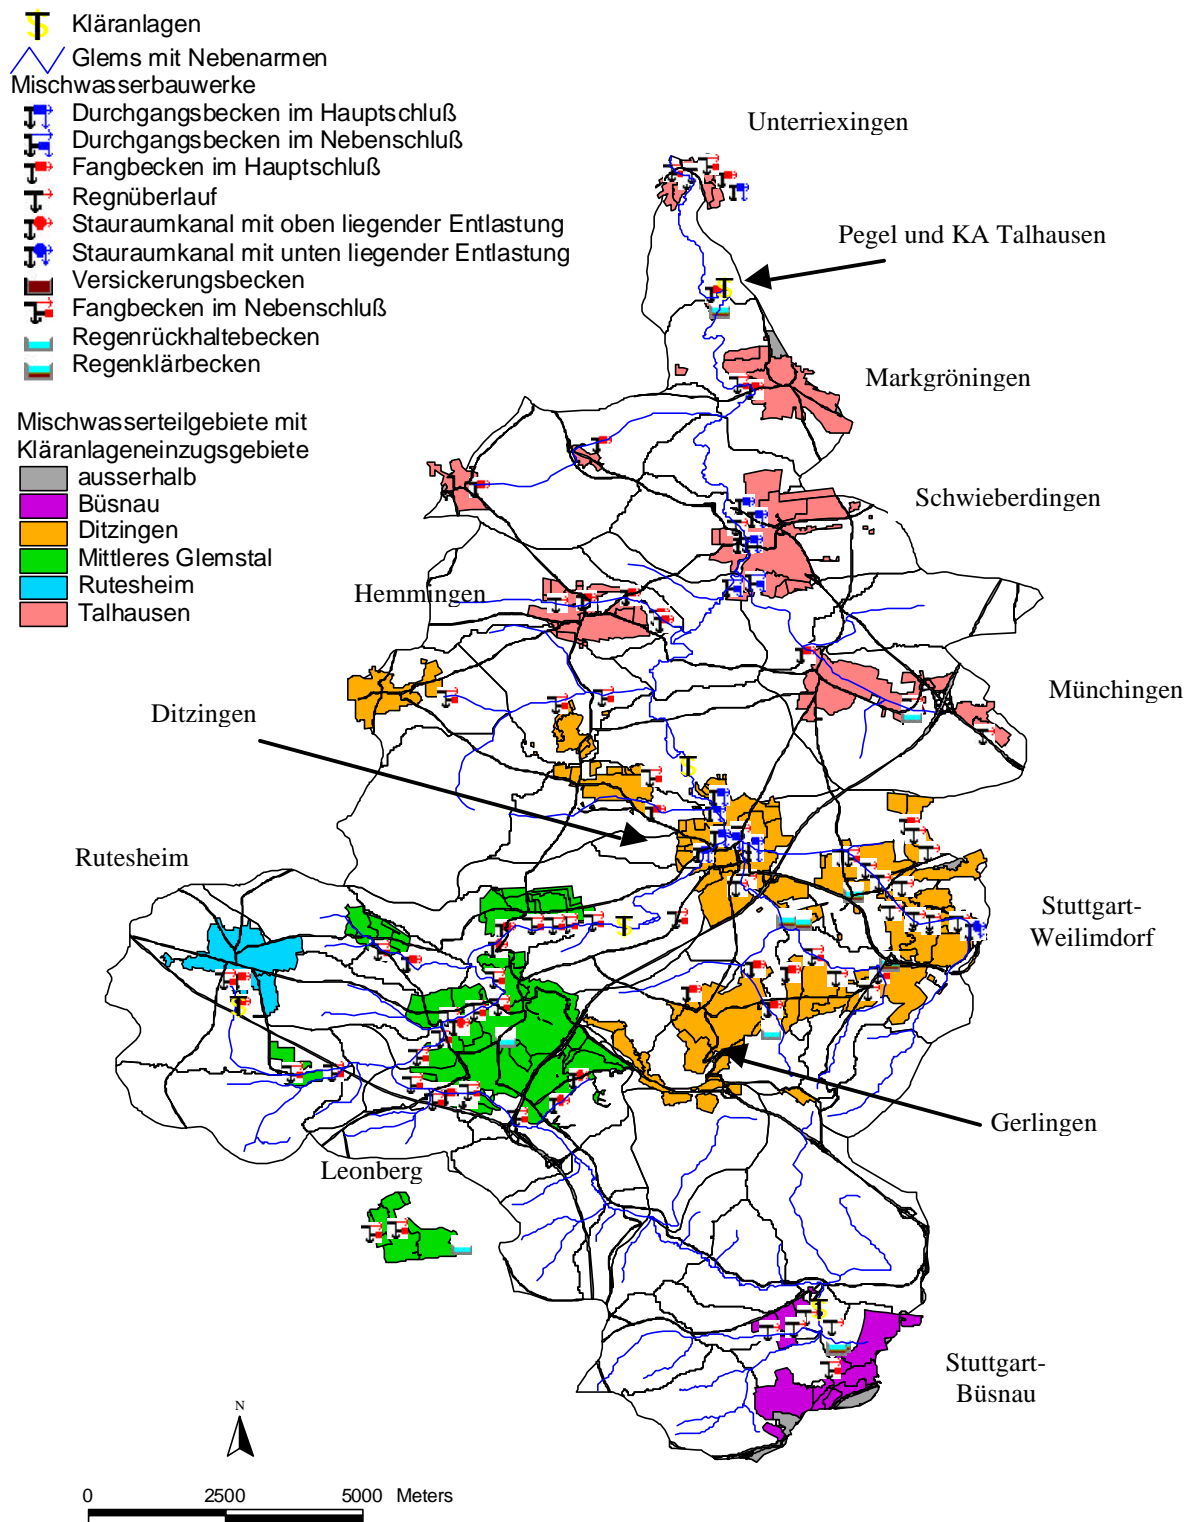 Kläranlagen
Glems mit Nebenarmen
Mischwasserbauwerke
Durchgangsbecken im Hauptschluß
Durchgangsbecken im Nebenschluß
Fangbecken im Hauptschluß
Regnüberlauf
Stauraumkanal mit oben liegender Entlastung
Stauraumkanal mit unten liegender Entlastung
Versickerungsbecken
Fangbecken im Nebenschluß
Regenrückhaltebecken
Regenklärbecken
Mischwasserteilgebiete mit
Kläranlageneinzugsgebiete
ausserhalb
Büsnau
Ditzingen
Mittleres Glemstal
Rutesheim
Talhausen
Unterriexingen
Pegel und KA Talhausen
Markgröningen
Schwieberdingen
Hemmingen
Münchingen
Ditzingen
Rutesheim
Stuttgart-
Weilimdorf
Gerlingen
Leonberg
Stuttgart-
Büsnau
N
0 2500 5000 Meters